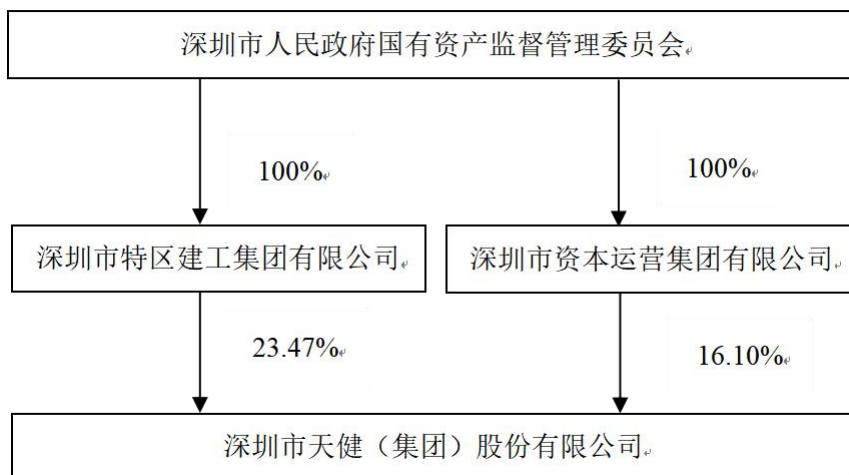 深圳市人民政府国有资产监督管理委员会
100%
100%
深圳市特区建工集团有限公司
深圳市资本运营集团有限公司
23.47%
16.10%
深圳市天健（集团）股份有限公司